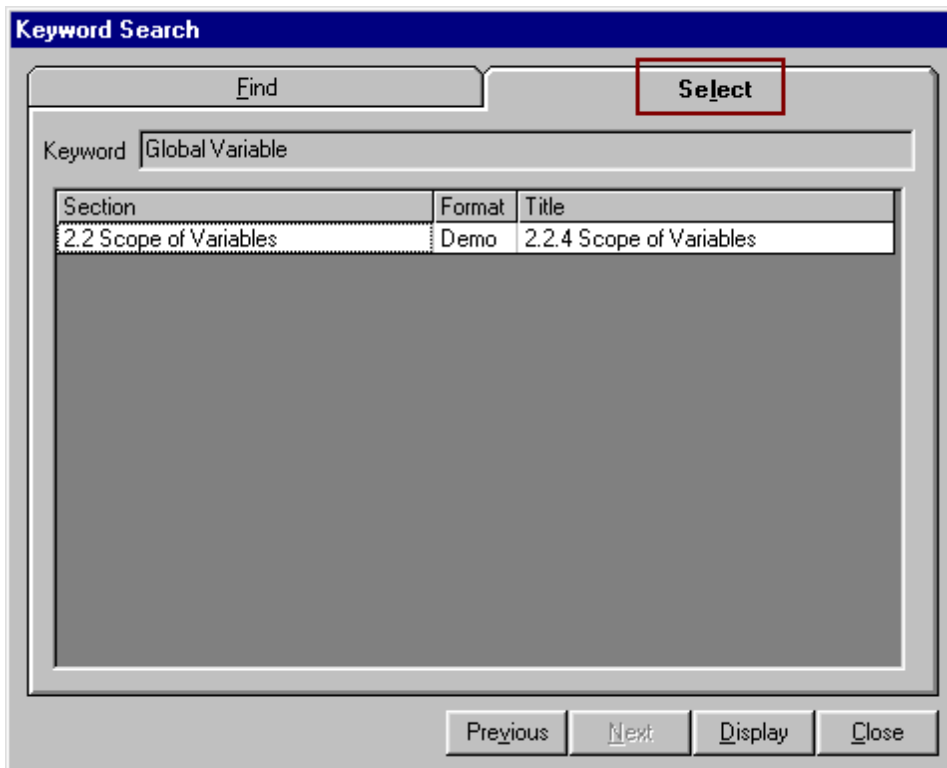 Keyword Search
Find Select
Keyword Global Variable
Section Format Title
2.2 Scope of Variables Demo 2.2.4 Scope of Variables
Previous Next Display Close